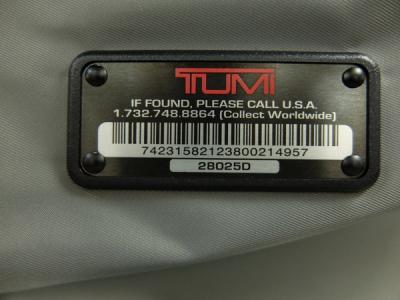 TUMI
IF FOUND, PLEASE CALL U.S.A.
1.732.748.8864 (Collect Worldwide)
74231582123800214957
28025D